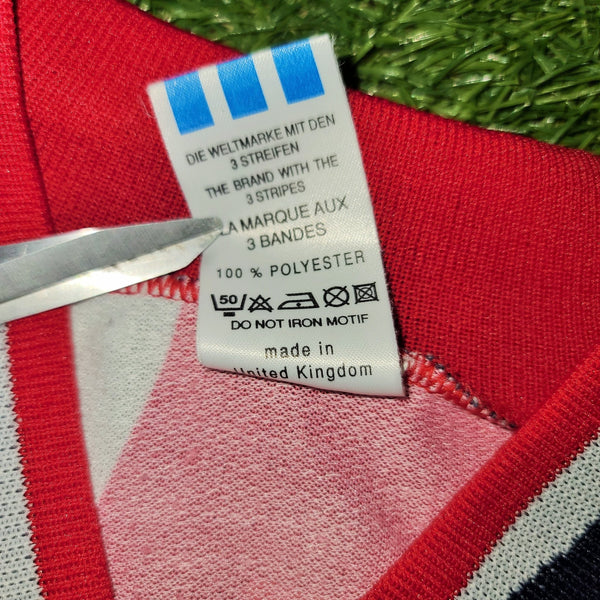 DIE WELTMARKE MIT DEN
3 STREIFEN
THE BRAND WITH THE
3 STRIPES
LA MARQUE AUX
3 BANDES
100 % POLYESTER
50
DO NOT IRON MOTIF
made in
United Kingdom